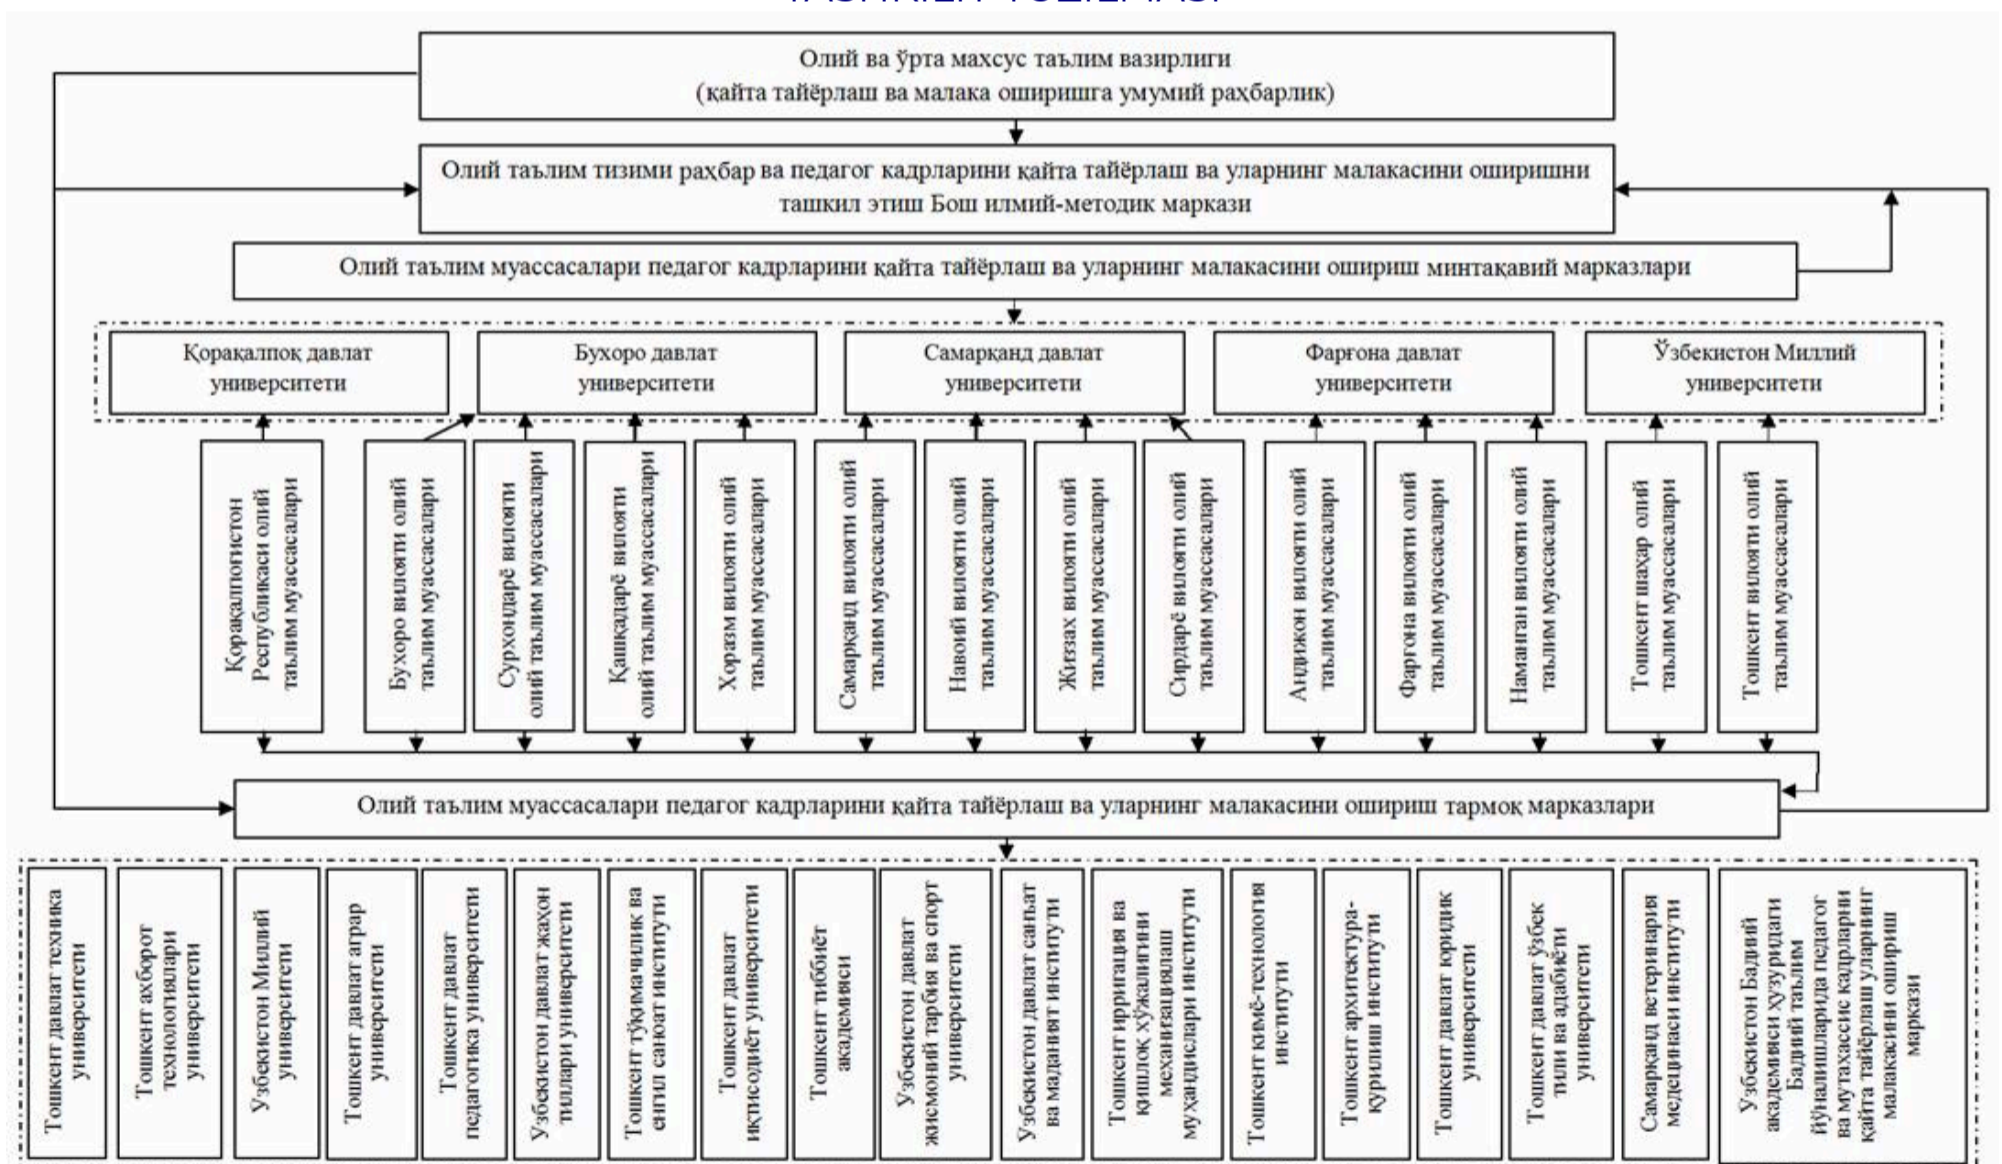 Олий ва ўрта махсус таълим вазирлиги
(қайта тайёрлаш ва малака оширишга умумий раҳбарлик)
Олий таълим тизими раҳбар ва педагог кадрларини қайта тайёрлаш ва уларнинг малакасини оширишни
ташкил этиш Бош илмий-методик маркази
Олий таълим муассасалари педагог кадрларини қайта тайёрлаш ва уларнинг малакасини ошириш минтақавий марказлари
Қорақалпоқ давлат
университети
Бухоро давлат
университети
Самарқанд давлат
университети
Фарғона давлат
университети
Ўзбекистон Миллий
университети
Қорақалпоғистон
Республикаси олий
таълим муассасалари
Бухоро вилояти олий
таълим муассасалари
Сурхондарё вилояти
олий таълим муассасалари
Қашқадарё вилояти
олий таълим муассасалари
Хоразм вилояти олий
таълим муассасалари
Самарқанд вилояти олий
таълим муассасалари
Навоий вилояти олий
таълим муассасалари
Жиззах вилояти олий
таълим муассасалари
Сирдарё вилояти олий
таълим муассасалари
Андижон вилояти олий
таълим муассасалари
Фарғона вилояти олий
таълим муассасалари
Наманган вилояти олий
таълим муассасалари
Тошкент шаҳар олий
таълим муассасалари
Тошкент вилояти олий
таълим муассасалари
Олий таълим муассасалари педагог кадрларини қайта тайёрлаш ва уларнинг малакасини ошириш тармоқ марказлари
Тошкент давлат техника
университети
Тошкент ахборот
технологиялари
университети
Узбекистон Миллий
университети
Тошкент давлат аграр
университети
Тошкент давлат
педагогика университети
Узбекистон давлат жаҳон
тиллари университети
Тошкент тўқимачилик ва
енгил саноат институти
Тошкент давлат
иқтисодиёт университети
Тошкент тиббиёт
академияси
Узбекистон давлат
жисмоний тарбия ва спорт
университети
Узбекистон давлат санъат
ва маданият институти
Тошкент ирригация ва
қишлоқ хўжалигини
механизациялаш
муҳандислари институти
Тошкент кимё-технология
институти
Тошкент архитектура-
қурилиш институти
Тошкент давлат юридик
университети
Тошкент давлат ўзбек
тили ва адабиёти
университети
Самарқанд ветеринария
медецинаси институти
Узбекистон Бадиий
академияси ҳузуридаги
Бадиий таълим
йўналишларида педагог
ва мутахассис кадрларни
қайта тайёрлаш уларнинг
малакасини ошириш
маркази